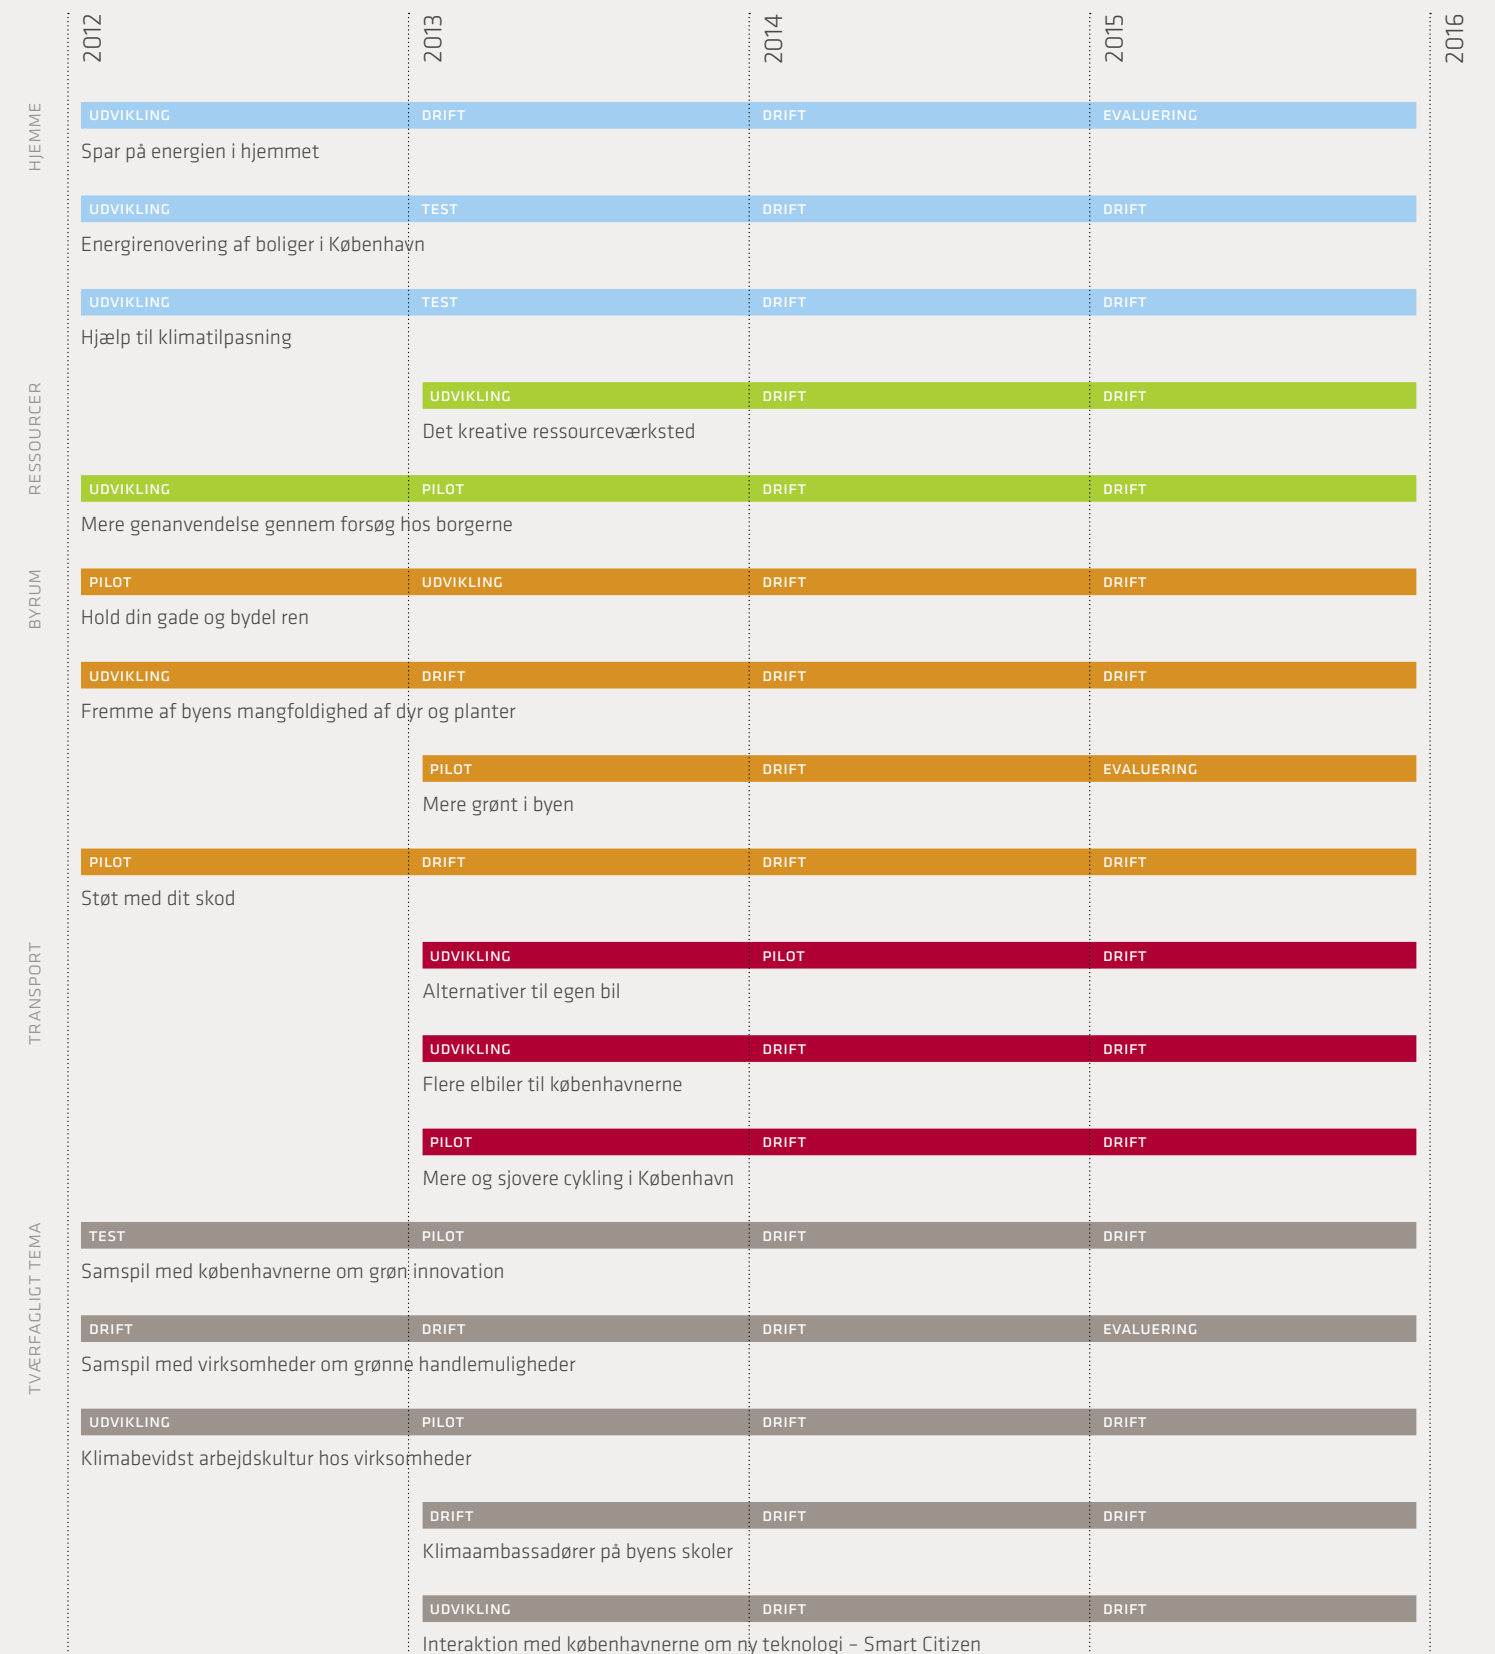 2012 2013 2014 2015 2016
HJEMME
UDVIKLING DRIFT DRIFT EVALUERING
Spar på energien i hjemmet
UDVIKLING TEST DRIFT DRIFT
Energirenovering af boliger i København
UDVIKLING TEST DRIFT DRIFT
Hjælp til klimatilpasning
RESSOURCER
UDVIKLING DRIFT DRIFT
Det kreative ressourceværksted
UDVIKLING PILOT DRIFT DRIFT
Mere genanvendelse gennem forsøg hos borgerne
BYRUM
PILOT UDVIKLING DRIFT DRIFT
Hold din gade og bydel ren
UDVIKLING DRIFT DRIFT DRIFT
Fremme af byens mangfoldighed af dyr og planter
PILOT DRIFT EVALUERING
Mere grønt i byen
PILOT DRIFT DRIFT DRIFT
Støt med dit skod
TRANSPORT
UDVIKLING PILOT DRIFT
Alternativer til egen bil
UDVIKLING DRIFT DRIFT
Flere elbiler til københavnerne
PILOT DRIFT DRIFT
Mere og sjovere cykling i København
TVÆRFAGLIGT TEMA
TEST PILOT DRIFT DRIFT
Samspil med københavnerne om grøn innovation
DRIFT DRIFT DRIFT EVALUERING
Samspil med virksomheder om grønne handlemuligheder
UDVIKLING PILOT DRIFT DRIFT
Klimabevidst arbejdskultur hos virksomheder
DRIFT DRIFT DRIFT
Klimaambassadører på byens skoler
UDVIKLING DRIFT DRIFT
Interaktion med københavnerne om ny teknologi – Smart Citizen